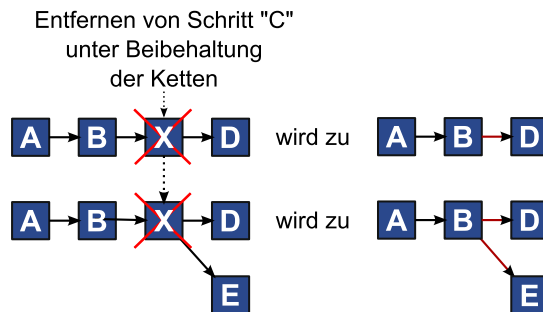 Entfernen von Schritt "C"
unter Beibehaltung
der Ketten
A B X D wird zu A B D
A B X D wird zu A B D
E E